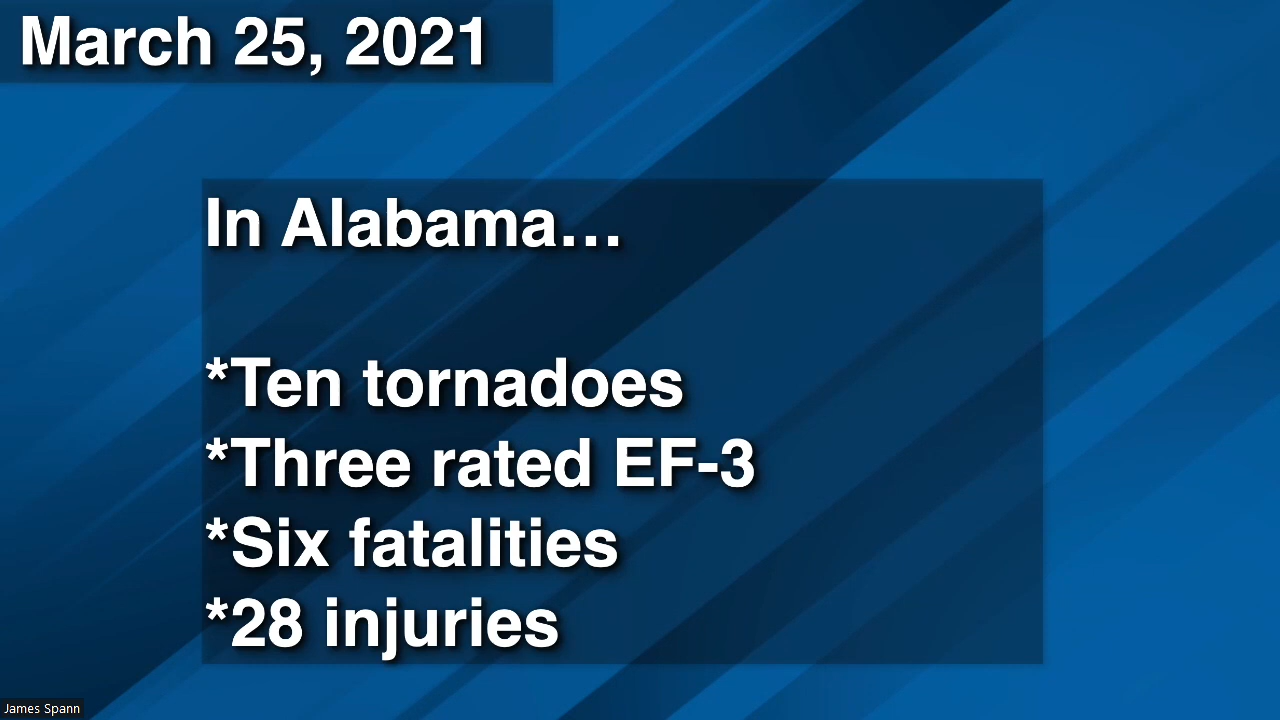 March 25, 2021
In Alabama…
*Ten tornadoes
*Three rated EF-3
*Six fatalities
*28 injuries
James Spann